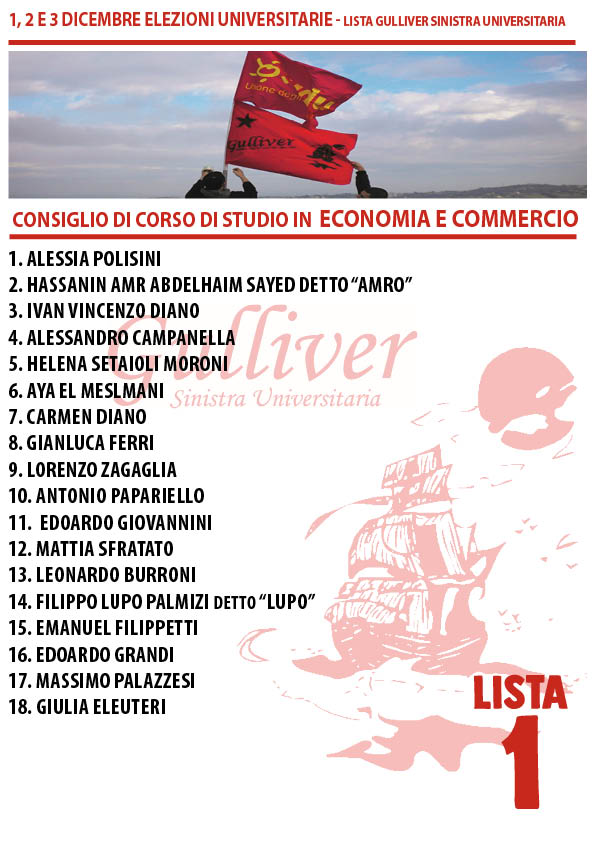 1, 2 E 3 DICEMBRE ELEZIONI UNIVERSITARIE - LISTA GULLIVER SINISTRA UNIVERSITARIA
Unione degli
Gulliver
CONSIGLIO DI CORSO DI STUDIO IN ECONOMIA E COMMERCIO
1. ALESSIA POLISINI
2. HASSANIN AMR ABDELHAIM SAYED DETTO “AMRO”
3. IVAN VINCENZO DIANO
4. ALESSANDRO CAMPANELLA
5. HELENA SETAIOLI MORONI
6. AYA EL MESLMANI
7. CARMEN DIANO
8. GIANLUCA FERRI
9. LORENZO ZAGAGLIA
10. ANTONIO PAPARIELLO
11. EDOARDO GIOVANNINI
12. MATTIA SFRATATO
13. LEONARDO BURRONI
14. FILIPPO LUPO PALMIZI DETTO “LUPO”
15. EMANUEL FILIPPETTI
16. EDOARDO GRANDI
17. MASSIMO PALAZZESI
18. GIULIA ELEUTERI
Gulliver
Sinistra Universitaria
LISTA
1